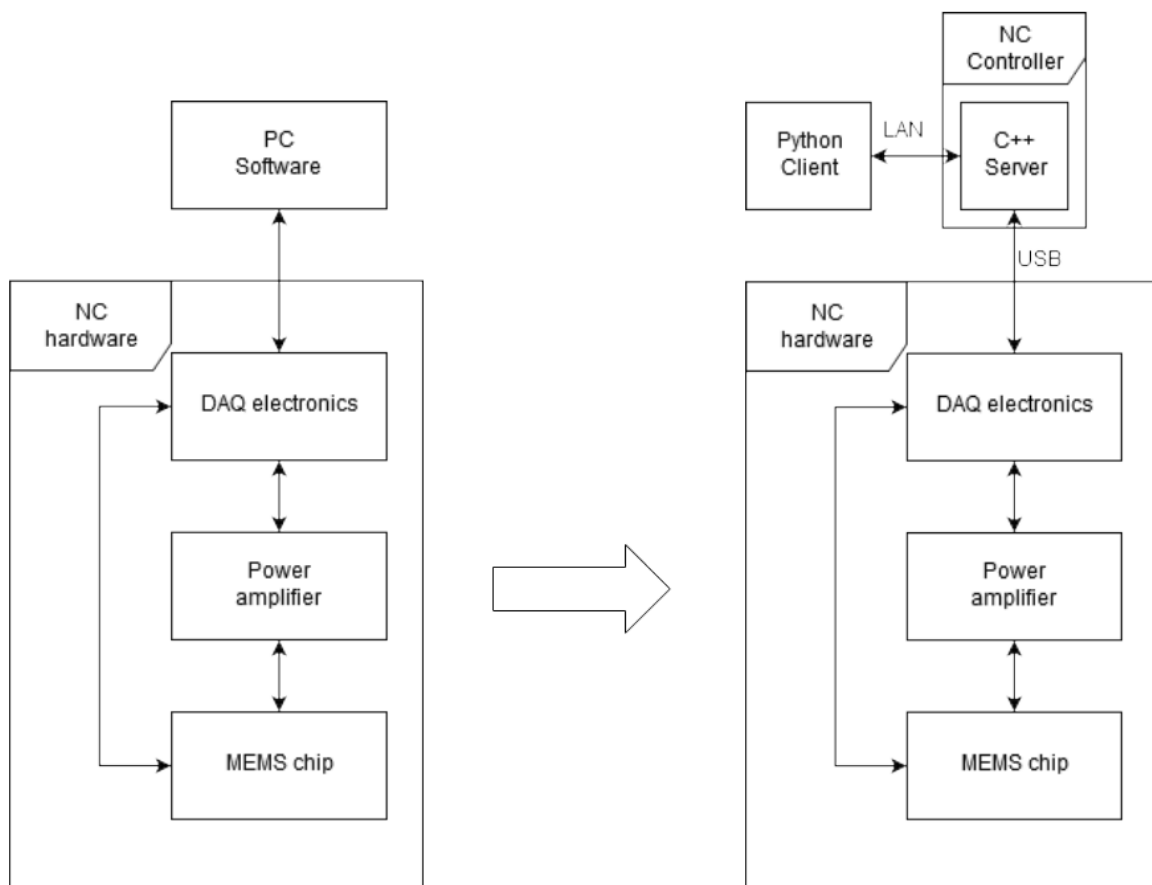 PC
Software
NC
hardware
DAQ electronics
Power
amplifier
MEMS chip
NC
Controller
Python
Client
LAN
C++
Server
USB
NC
hardware
DAQ electronics
Power
amplifier
MEMS chip